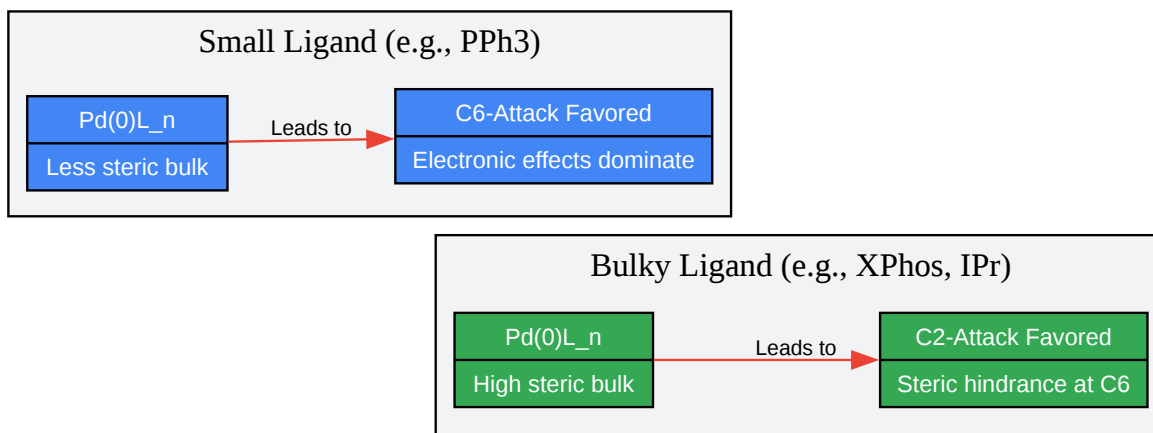 Small Ligand (e.g., PPh3)
Pd(0)L_n
Less steric bulk
Leads to
C6-Attack Favored
Electronic effects dominate
Bulky Ligand (e.g., XPhos, IPr)
Pd(0)L_n
High steric bulk
Leads to
C2-Attack Favored
Steric hindrance at C6